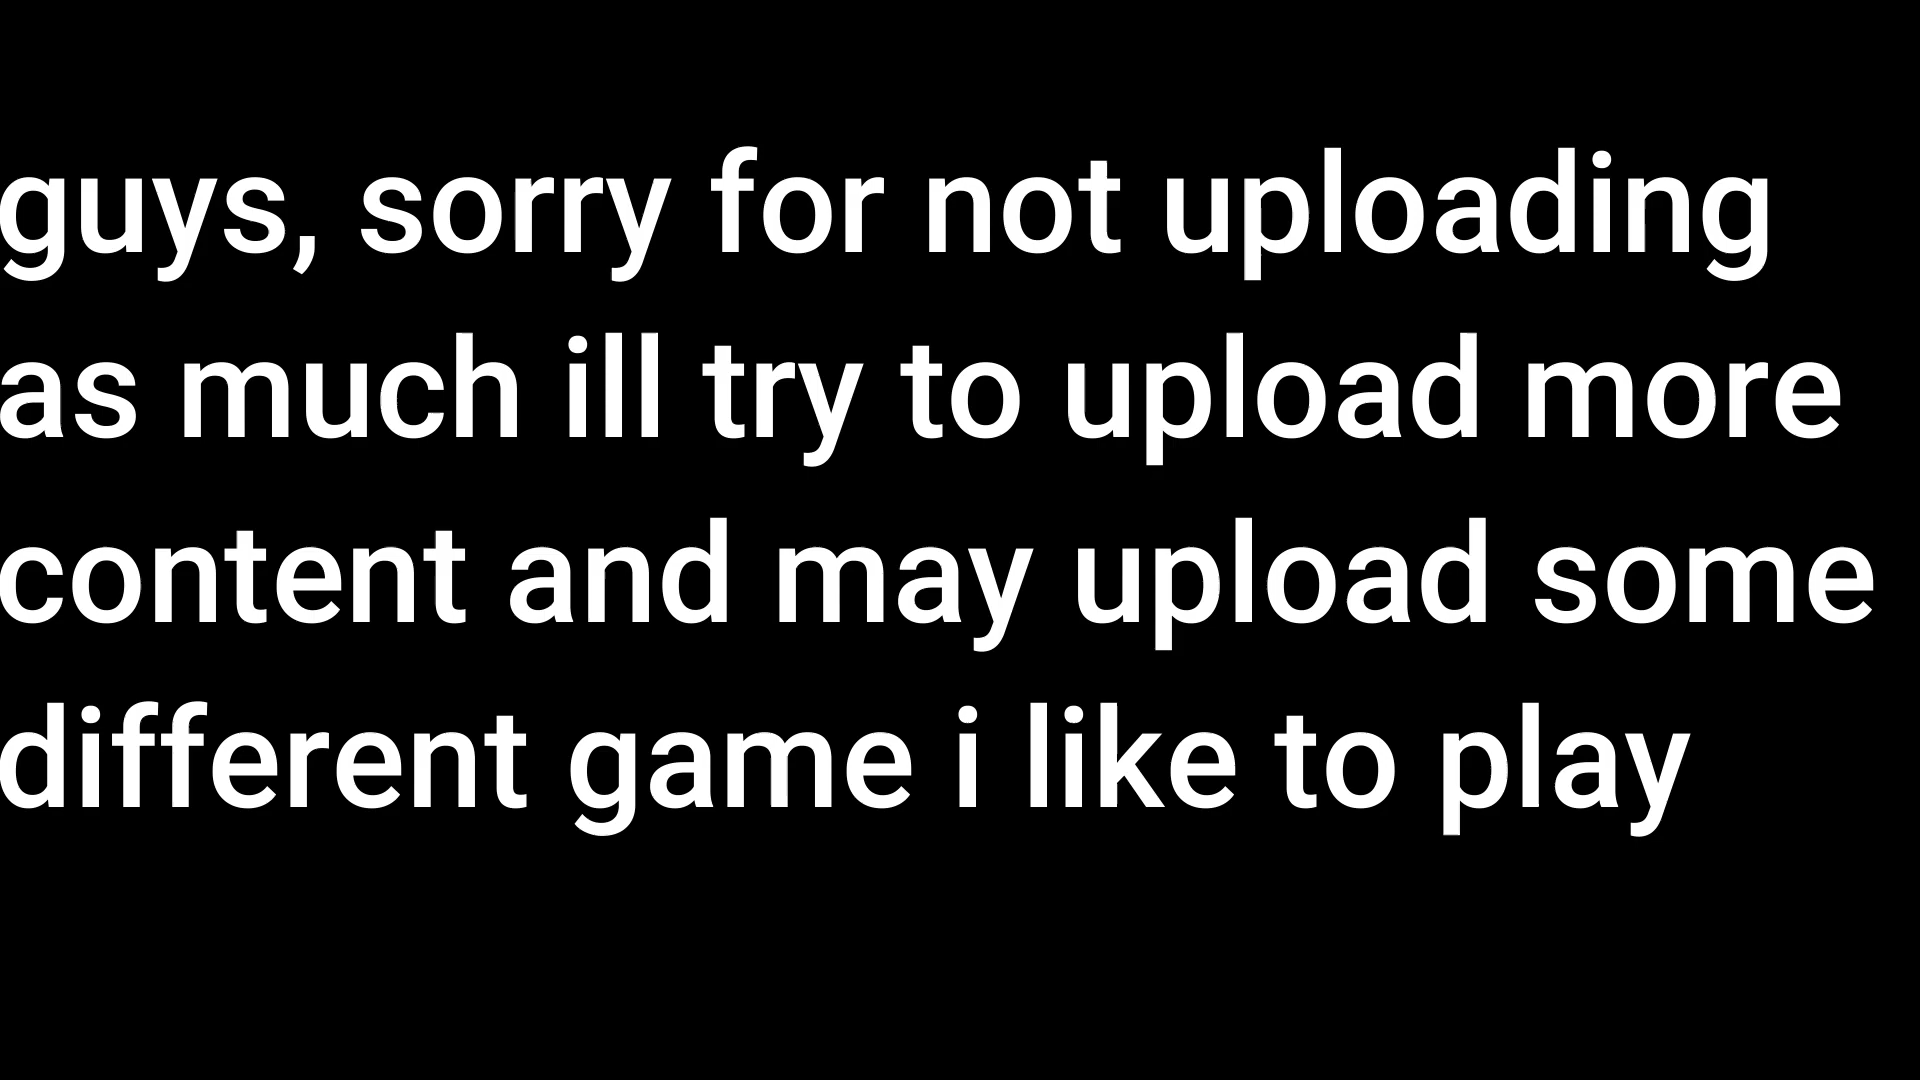 guys, sorry for not uploading
as much ill try to upload more
content and may upload some
different game i like to play